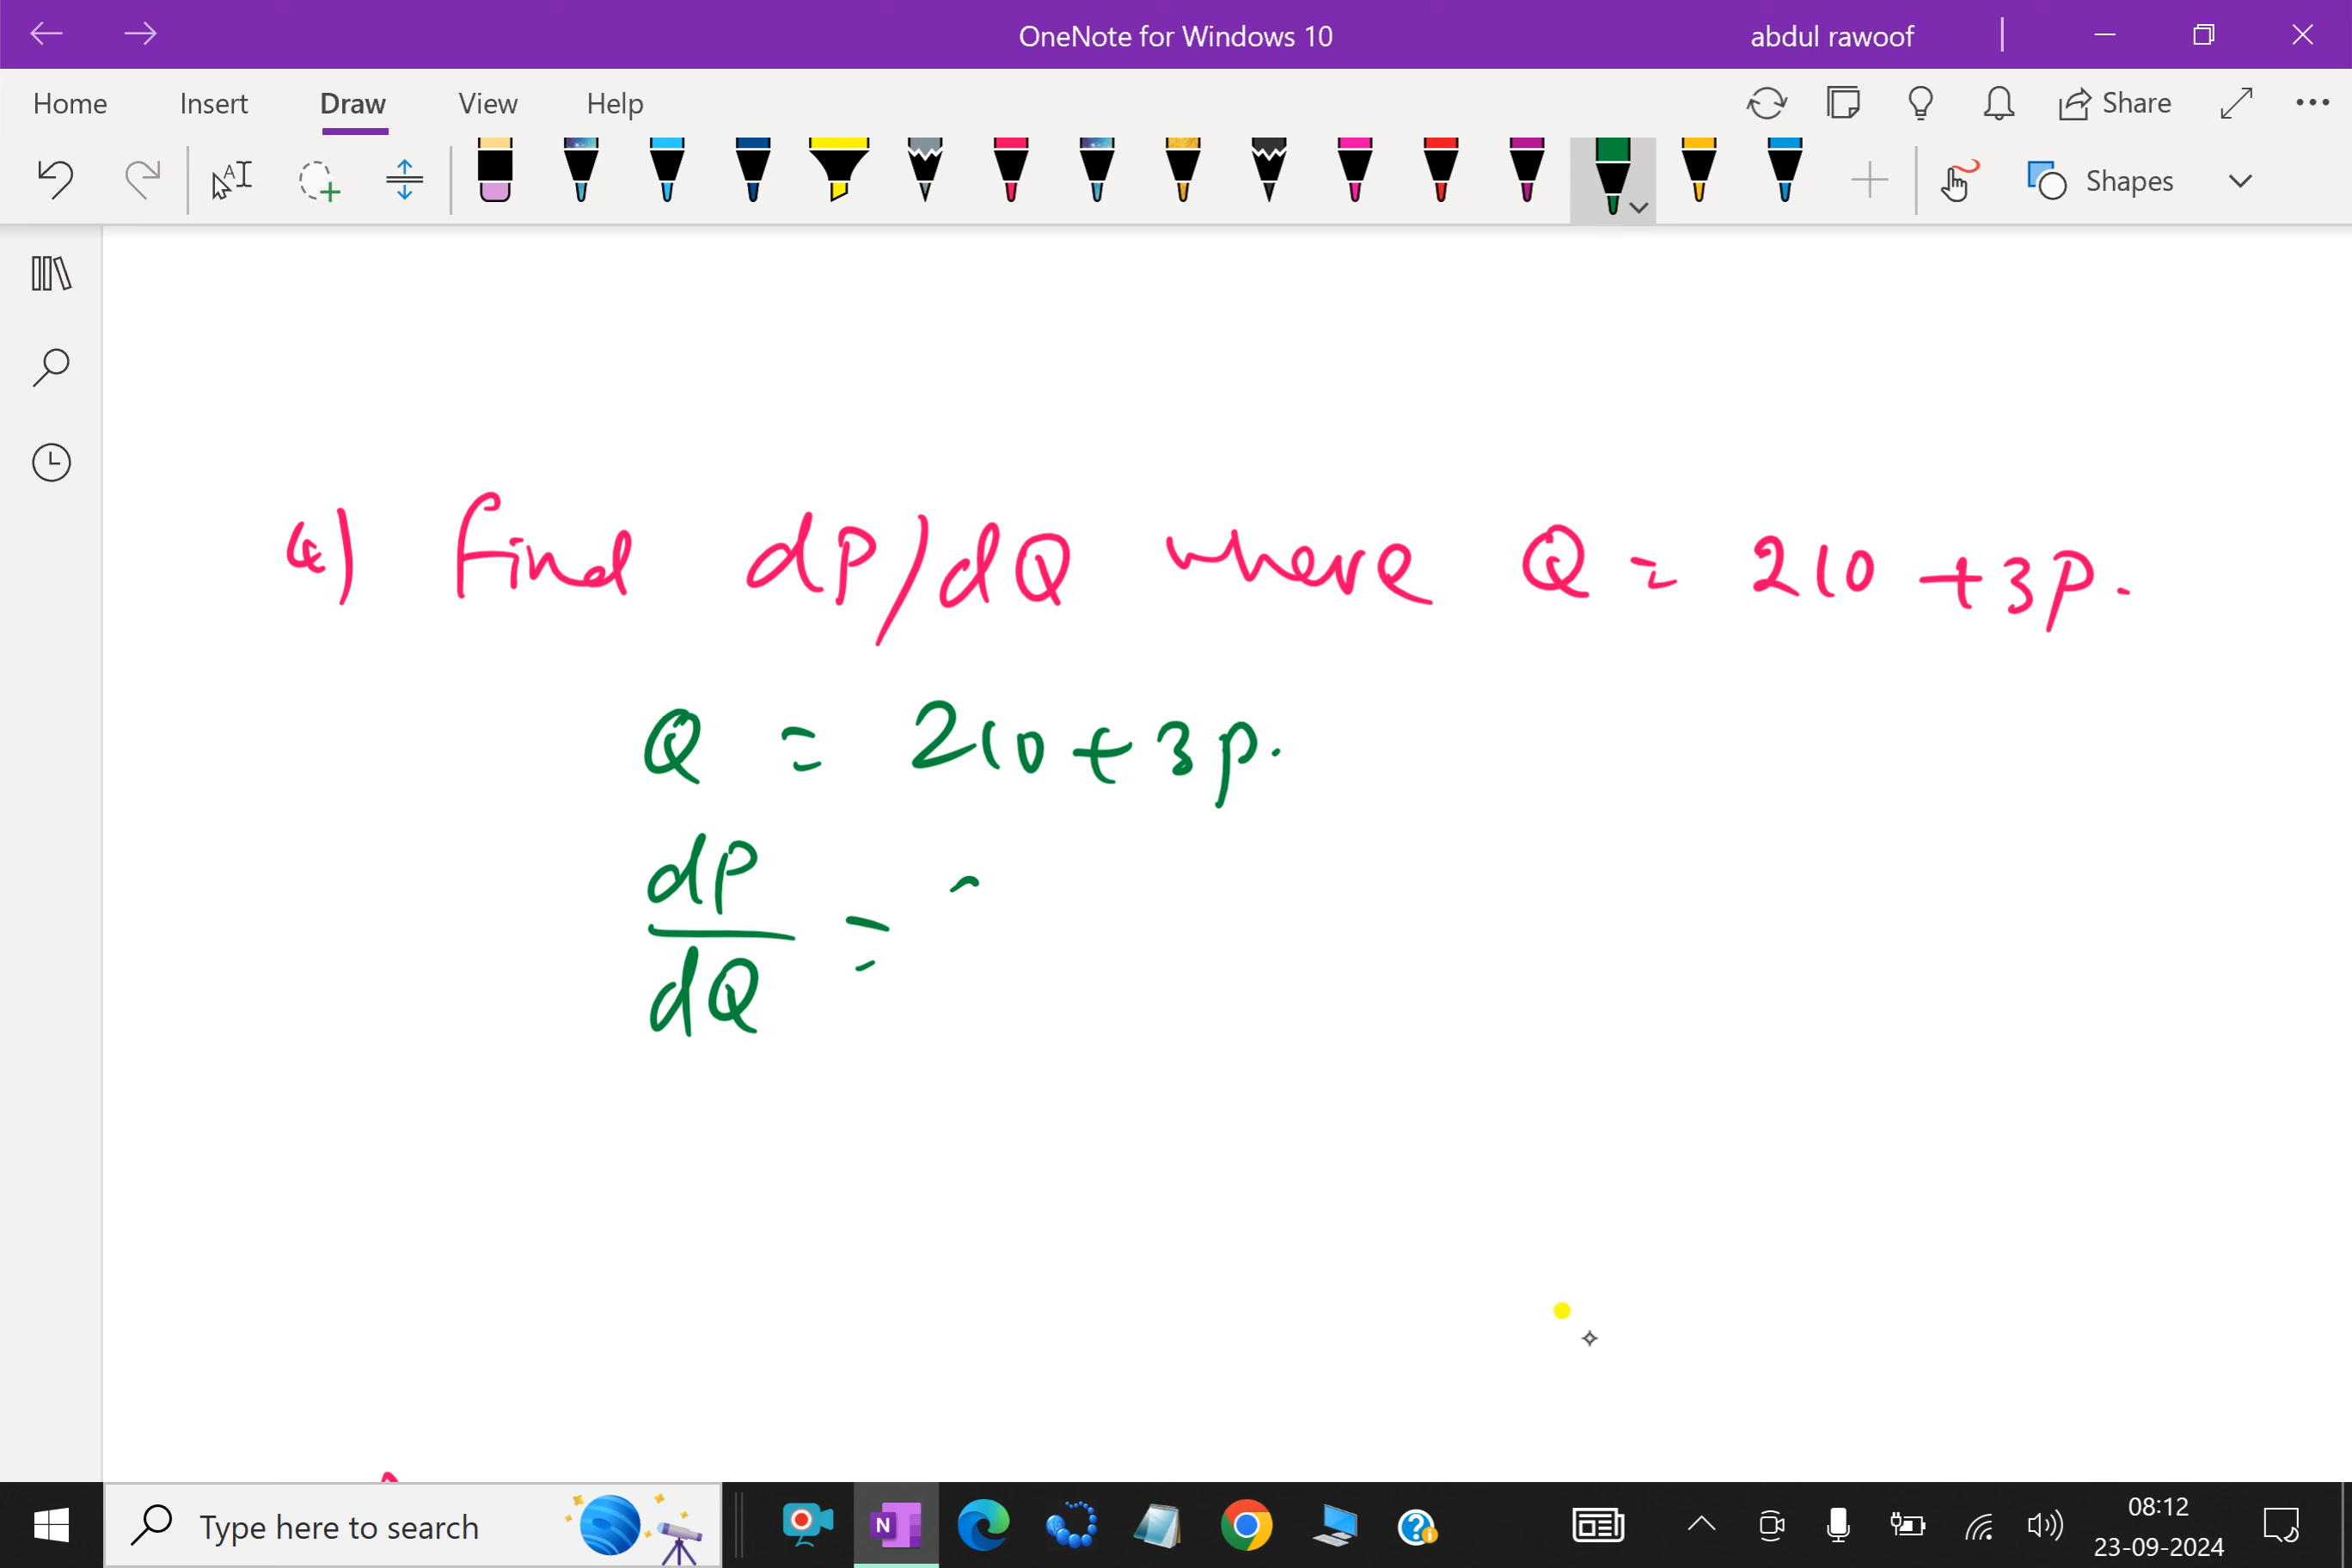 OneNote for Windows 10
abdul rawoof
Home Insert Draw View Help
Share
Shapes
4) Find dP/dQ where Q = 210 + 3P.
Q = 210 + 3P.
dP
=
dQ
Type here to search
08:12
23-09-2024